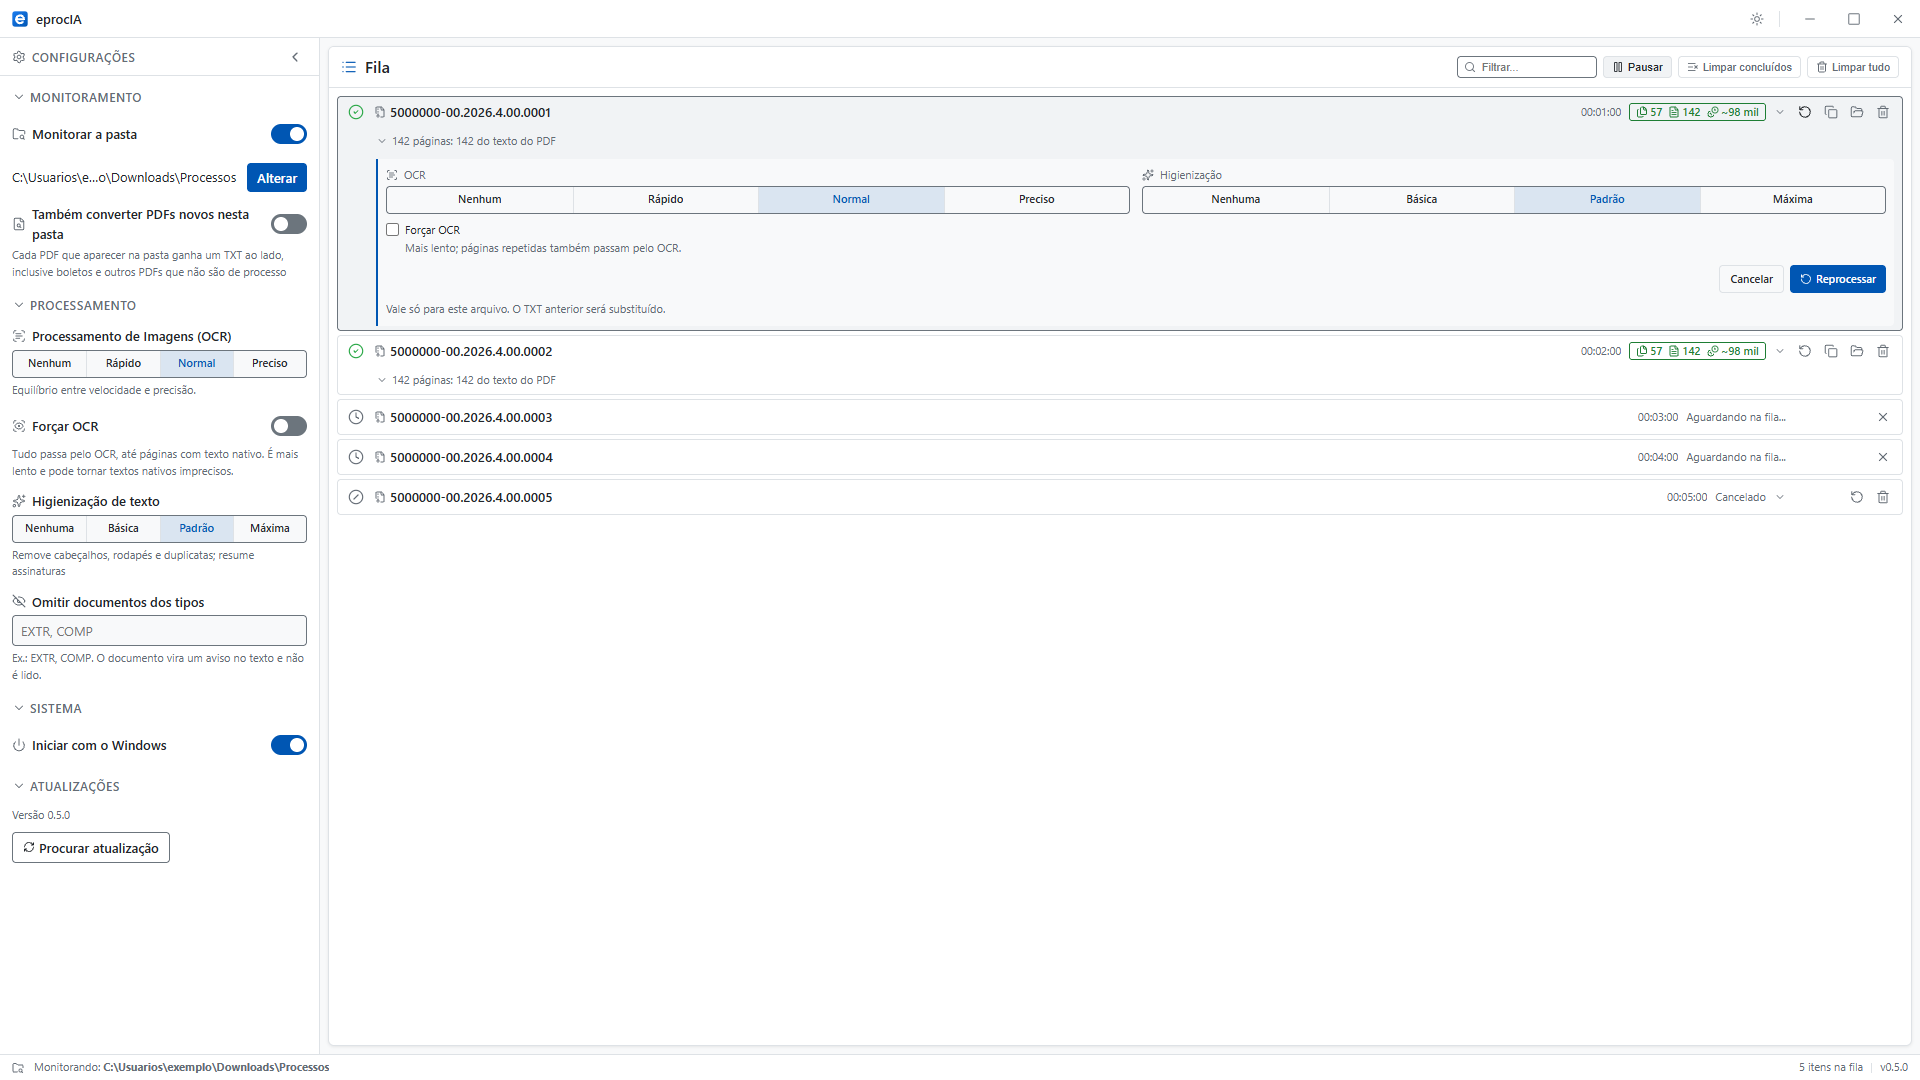 eprocIA
CONFIGURAÇÕES
MONITORAMENTO
Monitorar a pasta
C:\Usuarios\e...o\Downloads\Processos
Alterar
Também converter PDFs novos nesta
pasta
Cada PDF que aparecer na pasta ganha um TXT ao lado,
inclusive boletos e outros PDFs que não são de processo
PROCESSAMENTO
Processamento de Imagens (OCR)
Nenhum Rápido Normal Preciso
Equilíbrio entre velocidade e precisão.
Forçar OCR
Tudo passa pelo OCR, até páginas com texto nativo. É mais
lento e pode tornar textos nativos imprecisos.
Higienização de texto
Nenhuma Básica Padrão Máxima
Remove cabeçalhos, rodapés e duplicatas; resume
assinaturas
Omitir documentos dos tipos
EXTR, COMP
Ex.: EXTR, COMP. O documento vira um aviso no texto e não
é lido.
SISTEMA
Iniciar com o Windows
ATUALIZAÇÕES
Versão 0.5.0
Procurar atualização
Fila
Filtrar...
Pausar
Limpar concluídos
Limpar tudo
5000000-00.2026.4.00.0001 00:01:00 57 142 ~98 mil
142 páginas: 142 do texto do PDF
OCR
Nenhum Rápido Normal Preciso
Higienização
Nenhuma Básica Padrão Máxima
Forçar OCR
Mais lento; páginas repetidas também passam pelo OCR.
Cancelar Reprocessar
Vale só para este arquivo. O TXT anterior será substituído.
5000000-00.2026.4.00.0002 00:02:00 57 142 ~98 mil
142 páginas: 142 do texto do PDF
5000000-00.2026.4.00.0003 00:03:00 Aguardando na fila...
5000000-00.2026.4.00.0004 00:04:00 Aguardando na fila...
5000000-00.2026.4.00.0005 00:05:00 Cancelado
Monitorando: C:\Usuarios\exemplo\Downloads\Processos
5 itens na fila v0.5.0